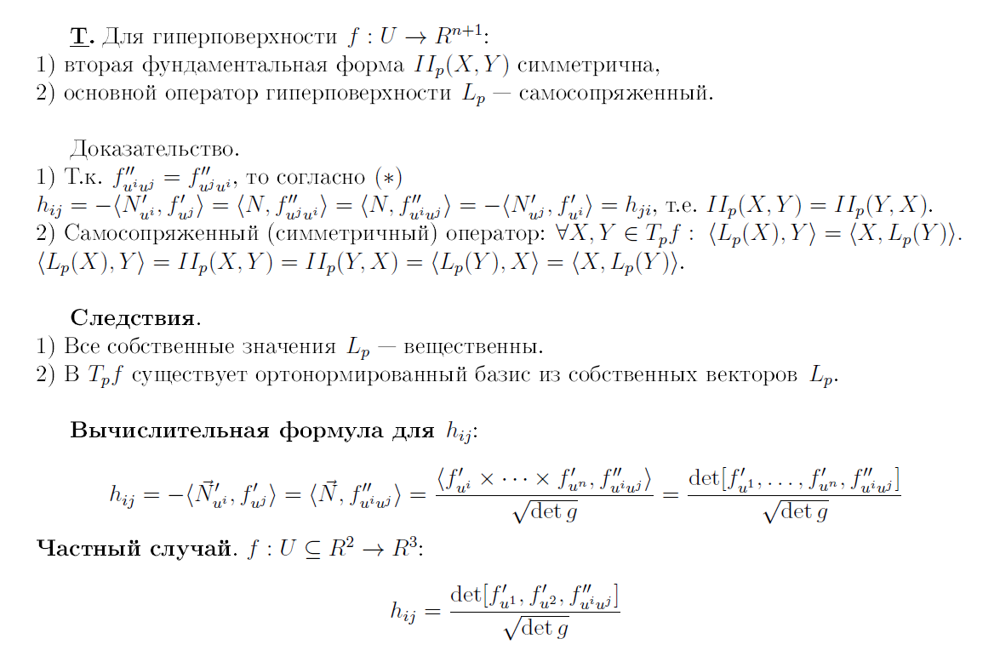 Т. Для гиперповерхности $f : U \to R^{n+1}$:
1) вторая фундаментальная форма $II_p(X, Y)$ симметрична,
2) основной оператор гиперповерхности $L_p$ — самосопряженный.
Доказательство.
1) Т.к. $f''_{u^i u^j} = f''_{u^j u^i}$, то согласно $(*)$
$h_{ij} = -\langle N'_{u^i}, f'_{u^j} \rangle = \langle N, f''_{u^j u^i} \rangle = \langle N, f''_{u^i u^j} \rangle = -\langle N'_{u^j}, f'_{u^i} \rangle = h_{ji}$, т.е. $II_p(X, Y) = II_p(Y, X)$.
2) Самосопряженный (симметричный) оператор: $\forall X, Y \in T_p f : \langle L_p(X), Y \rangle = \langle X, L_p(Y) \rangle$.
$\langle L_p(X), Y \rangle = II_p(X, Y) = II_p(Y, X) = \langle L_p(Y), X \rangle = \langle X, L_p(Y) \rangle$.
Следствия.
1) Все собственные значения $L_p$ — вещественны.
2) В $T_p f$ существует ортонормированный базис из собственных векторов $L_p$.
Вычислительная формула для $h_{ij}$:
$h_{ij} = -\langle \vec{N}'_{u^i}, f'_{u^j} \rangle = \langle \vec{N}, f''_{u^i u^j} \rangle = \frac{\langle f'_{u^i} \times \cdots \times f'_{u^n}, f''_{u^i u^j} \rangle}{\sqrt{\det g}} = \frac{\det[f'_{u^1}, \ldots, f'_{u^n}, f''_{u^i u^j}]}{\sqrt{\det g}}$
Частный случай. $f : U \subseteq R^2 \to R^3$:
$h_{ij} = \frac{\det[f'_{u^1}, f'_{u^2}, f''_{u^i u^j}]}{\sqrt{\det g}}$